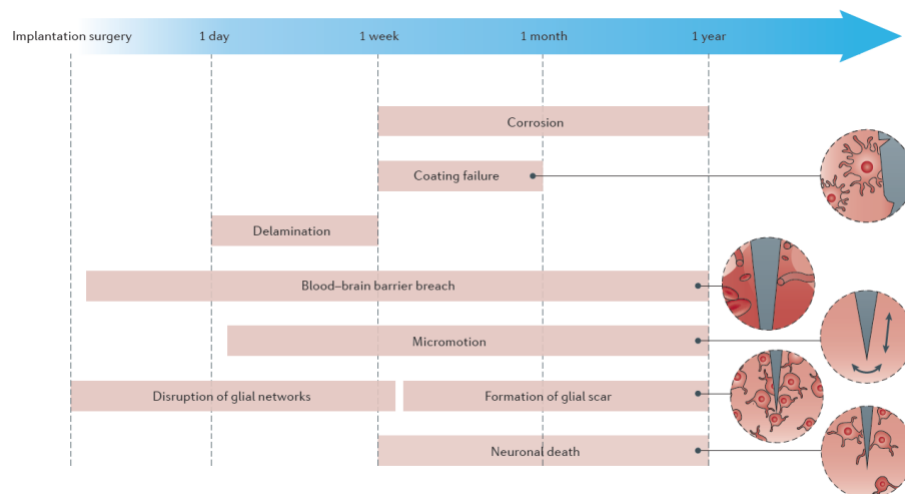 Implantation surgery 1 day 1 week 1 month 1 year
Corrosion
Coating failure
Delamination
Blood–brain barrier breach
Micromotion
Disruption of glial networks Formation of glial scar
Neuronal death